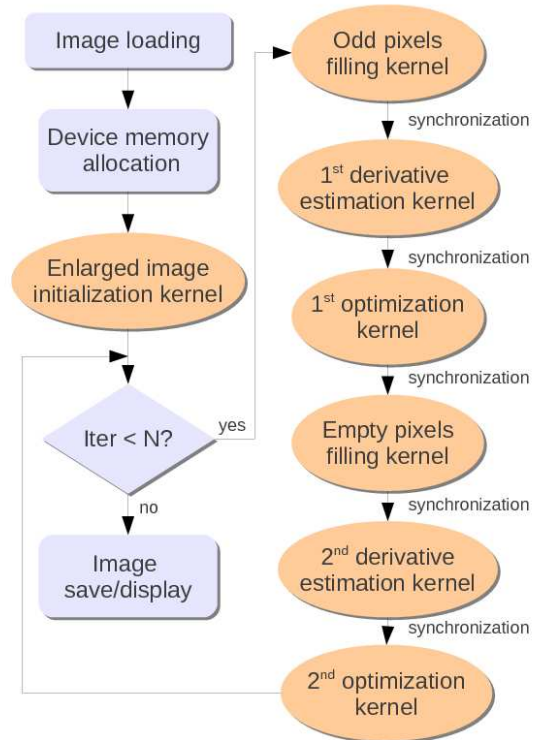 Image loading
Device memory
allocation
Enlarged image
initialization kernel
Iter < N?
yes
no
Image
save/display
Odd pixels
filling kernel
synchronization
1st derivative
estimation kernel
synchronization
1st optimization
kernel
synchronization
Empty pixels
filling kernel
synchronization
2nd derivative
estimation kernel
synchronization
2nd optimization
kernel